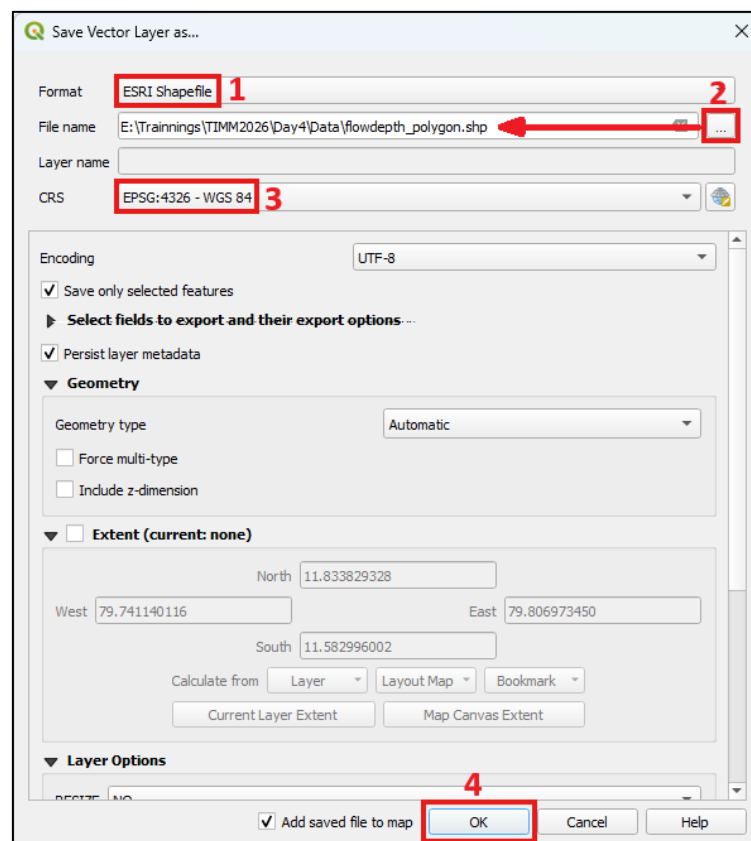 Save Vector Layer as...
Format ESRI Shapefile 1
2
File name E:\Trainnings\TIMM2026\Day4\Data\flowdepth_polygon.shp ...
Layer name
CRS EPSG:4326 - WGS 84 3
Encoding UTF-8
Save only selected features
Select fields to export and their export options
Persist layer metadata
Geometry
Geometry type Automatic
Force multi-type
Include z-dimension
Extent (current: none)
North 11.833829328
West 79.741140116 East 79.806973450
South 11.582996002
Calculate from Layer Layout Map Bookmark
Current Layer Extent Map Canvas Extent
Layer Options
RESIZE NO
4
Add saved file to map OK Cancel Help